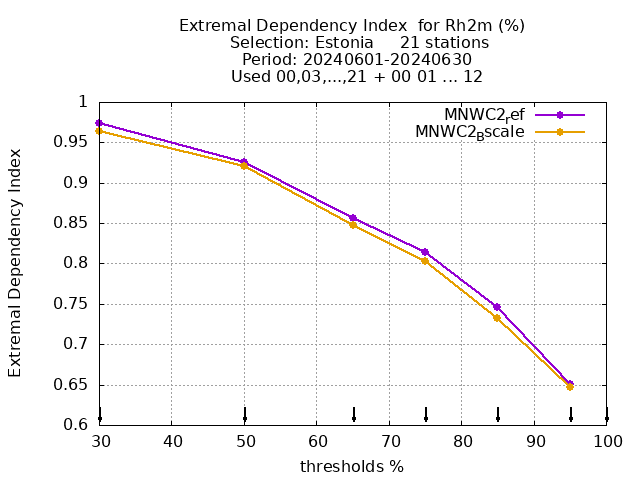 Extremal Dependency Index  for Rh2m (%)
Selection: Estonia     21 stations
Period: 20240601-20240630
Used 00,03,...,21 + 00 01 ... 12
MNWC2ref
MNWC2Bscale
1
0.95
0.9
0.85
0.8
0.75
0.7
0.65
0.6
Extremal Dependency Index
30 40 50 60 70 80 90 100
thresholds %